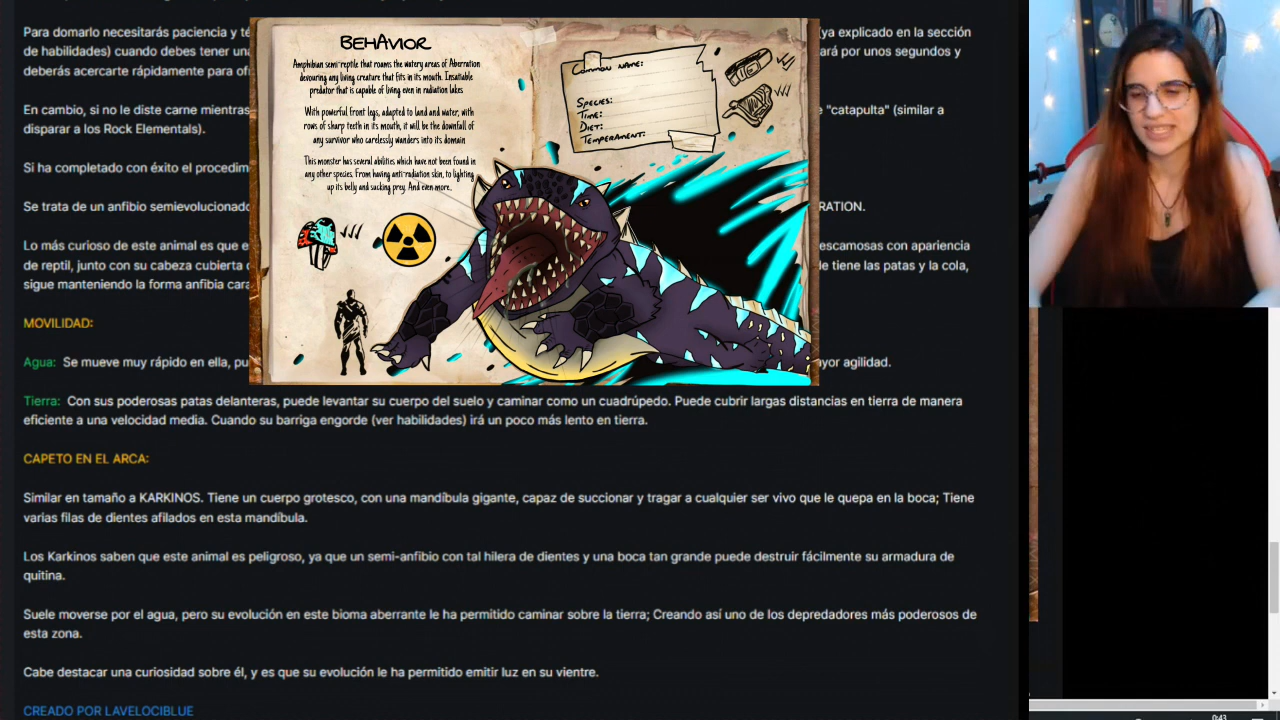 Para domarlo necesitarás paciencia y té
(ya explicado en la sección
de habilidades) cuando debes tener una
ará por unos segundos y
deberás acercarte rápidamente para of
En cambio, si no le diste carne mientras
e "catapulta" (similar a
disparar a los Rock Elementals).
Si ha completado con éxito el procedim
Se trata de un anfibio semievolucionado
RATION.
Lo más curioso de este animal es que e
escamosas con apariencia
de reptil, junto con su cabeza cubierta
e tiene las patas y la cola,
sigue manteniendo la forma anfibia cara
MOVILIDAD:
Agua: Se mueve muy rápido en ella, pu
ayor agilidad.
Tierra: Con sus poderosas patas delanteras, puede levantar su cuerpo del suelo y caminar como un cuadrúpedo. Puede cubrir largas distancias en tierra de manera
eficiente a una velocidad media. Cuando su barriga engorde (ver habilidades) irá un poco más lento en tierra.
CAPETO EN EL ARCA:
Similar en tamaño a KARKINOS. Tiene un cuerpo grotesco, con una mandíbula gigante, capaz de succionar y tragar a cualquier ser vivo que le quepa en la boca; Tiene
varias filas de dientes afilados en esta mandíbula.
Los Karkinos saben que este animal es peligroso, ya que un semi-anfibio con tal hilera de dientes y una boca tan grande puede destruir fácilmente su armadura de
quitina.
Suele moverse por el agua, pero su evolución en este bioma aberrante le ha permitido caminar sobre la tierra; Creando así uno de los depredadores más poderosos de
esta zona.
Cabe destacar una curiosidad sobre él, y es que su evolución le ha permitido emitir luz en su vientre.
CREADO POR LAVELOCIBLUE
BEHAVIOR
Amphibian semi-reptile that roams the watery areas of Aberration
devouring any living creature that fits in its mouth. Insatiable
predator that is capable of living even in radiation lakes
With powerful front legs, adapted to land and water, with
rows of sharp teeth in its mouth, it will be the downfall of
any survivor who carelessly wanders into its domain
This monster has several abilities which have not been found in
any other species. From having anti-radiation skin, to lighting
up its belly and sucking prey. And even more..
Common name:
Species:
Time:
Diet:
Temperament:
0:43